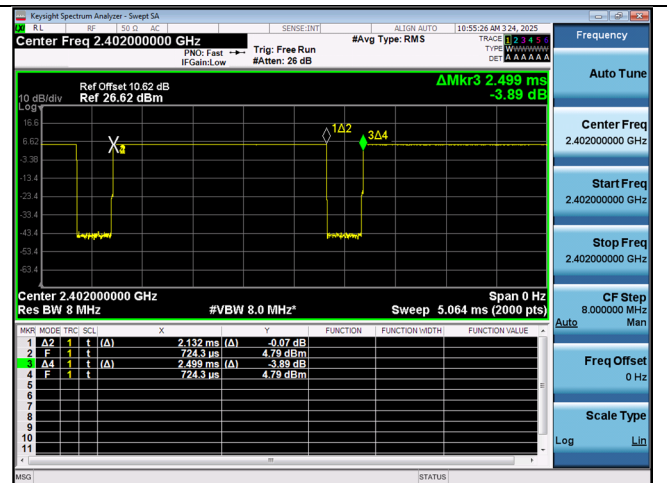 Keysight Spectrum Analyzer - Swept SA
RL RF 50 Ω AC SENSE:INT ALIGN AUTO 10:55:26 AM 3 24, 2025
Center Freq 2.402000000 GHz
PNO: Fast
IFGain:Low
Trig: Free Run
#Atten: 26 dB
#Avg Type: RMS
TRACE 1 2 3 4 5 6
TYPE
DET A A A A A A
Ref Offset 10.62 dB
10 dB/div Ref 26.62 dBm
Log
ΔMkr3 2.499 ms
-3.89 dB
16.6
6.62
-3.38
-13.4
-23.4
-33.4
-43.4
-53.4
-63.4
1Δ2
3Δ4
X
Center 2.402000000 GHz Span 0 Hz
Res BW 8 MHz #VBW 8.0 MHz* Sweep 5.064 ms (2000 pts)
MKR MODE TRC SCL X Y FUNCTION FUNCTION WIDTH FUNCTION VALUE
1 Δ2 1 t (Δ) 2.132 ms (Δ) -0.07 dB
2 F 1 t 724.3 µs 4.79 dBm
3 Δ4 1 t (Δ) 2.499 ms (Δ) -3.89 dB
4 F 1 t 724.3 µs 4.79 dBm
5
6
7
8
9
10
11
MSG STATUS
Frequency
Auto Tune
Center Freq
2.402000000 GHz
Start Freq
2.402000000 GHz
Stop Freq
2.402000000 GHz
CF Step
8.000000 MHz
Auto Man
Freq Offset
0 Hz
Scale Type
Log Lin